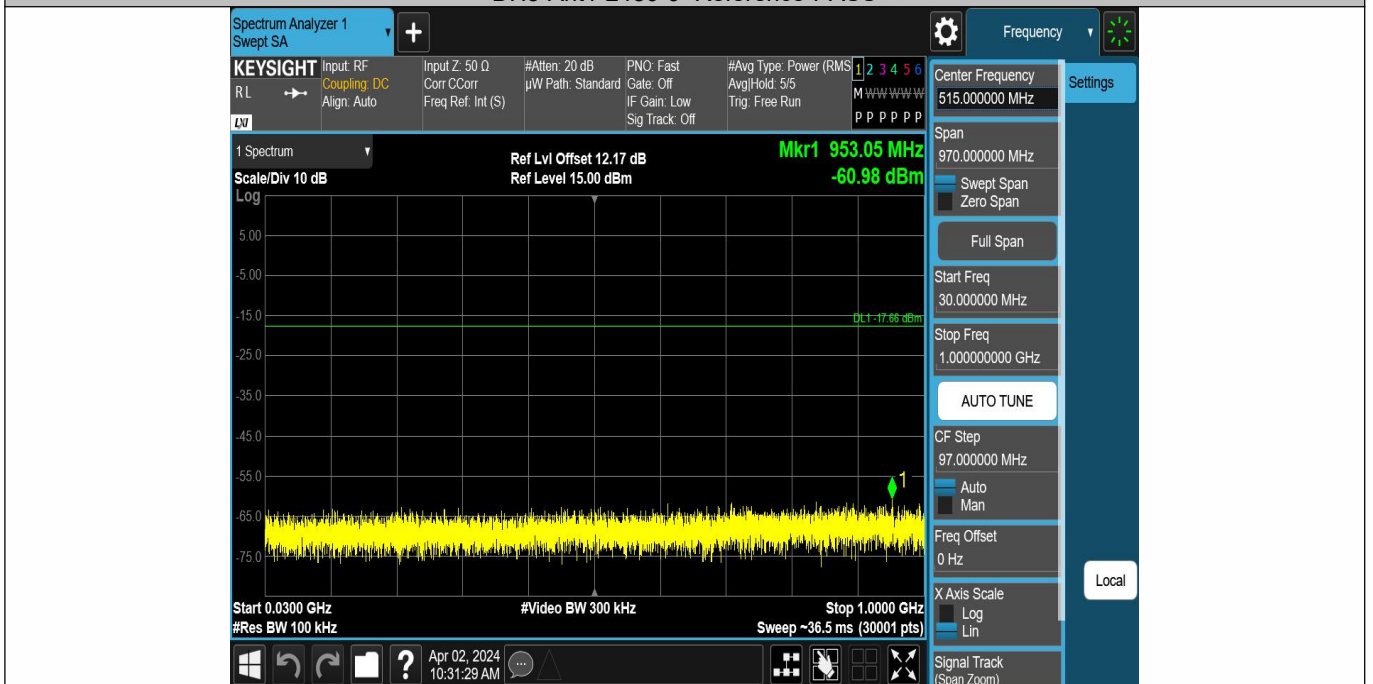 Spectrum Analyzer 1
Swept SA
Frequency
KEYSIGHT
RL
LXI
Input: RF
Coupling: DC
Align: Auto
Input Z: 50 Ω
Corr CCorr
Freq Ref: Int (S)
#Atten: 20 dB
µW Path: Standard
PNO: Fast
Gate: Off
IF Gain: Low
Sig Track: Off
#Avg Type: Power (RMS
Avg|Hold: 5/5
Trig: Free Run
1 2 3 4 5 6
M W W W W W
P P P P P P
1 Spectrum
Scale/Div 10 dB
Log
Ref Lvl Offset 12.17 dB
Ref Level 15.00 dBm
Mkr1 953.05 MHz
-60.98 dBm
5.00
-5.00
-15.0
DL1 -17.66 dBm
-25.0
-35.0
-45.0
-55.0
1
-65.0
-75.0
Start 0.0300 GHz
#Res BW 100 kHz
#Video BW 300 kHz
Stop 1.0000 GHz
Sweep ~36.5 ms (30001 pts)
Apr 02, 2024
10:31:29 AM
Center Frequency
515.000000 MHz
Settings
Span
970.000000 MHz
Swept Span
Zero Span
Full Span
Start Freq
30.000000 MHz
Stop Freq
1.000000000 GHz
AUTO TUNE
CF Step
97.000000 MHz
Auto
Man
Freq Offset
0 Hz
Local
X Axis Scale
Log
Lin
Signal Track
(Span Zoom)